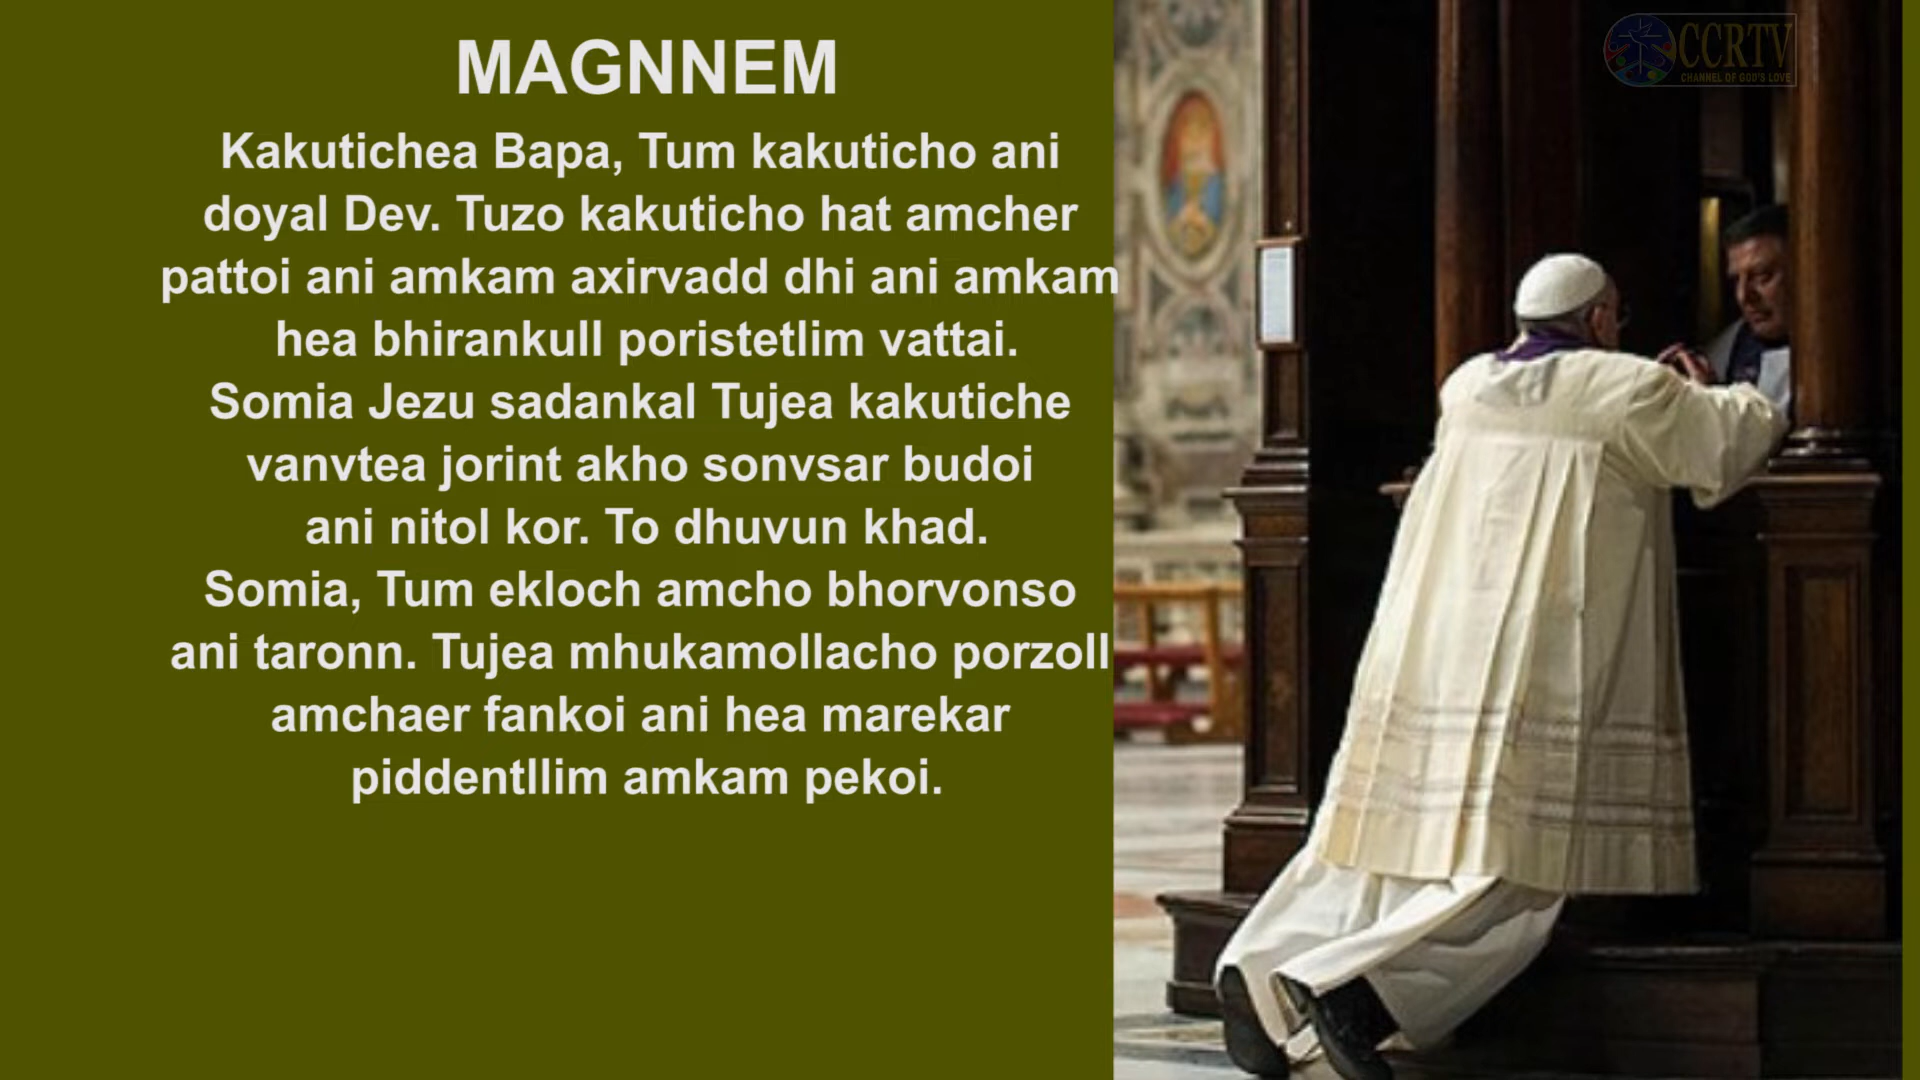 MAGNNEM
Kakutichea Bapa, Tum kakuticho ani
doyal Dev. Tuzo kakuticho hat amcher
pattoi ani amkam axirvadd dhi ani amkam
hea bhirankull poristetlim vattai.
Somia Jezu sadankal Tujea kakutiche
vanvtea jorint akho sonvsar budoi
ani nitol kor. To dhuvun khad.
Somia, Tum ekloch amcho bhorvonso
ani taronn. Tujea mhukamollacho porzoll
amchaer fankoi ani hea marekar
piddentllim amkam pekoi.
CCRTV
CHANNEL OF GOD'S LOVE